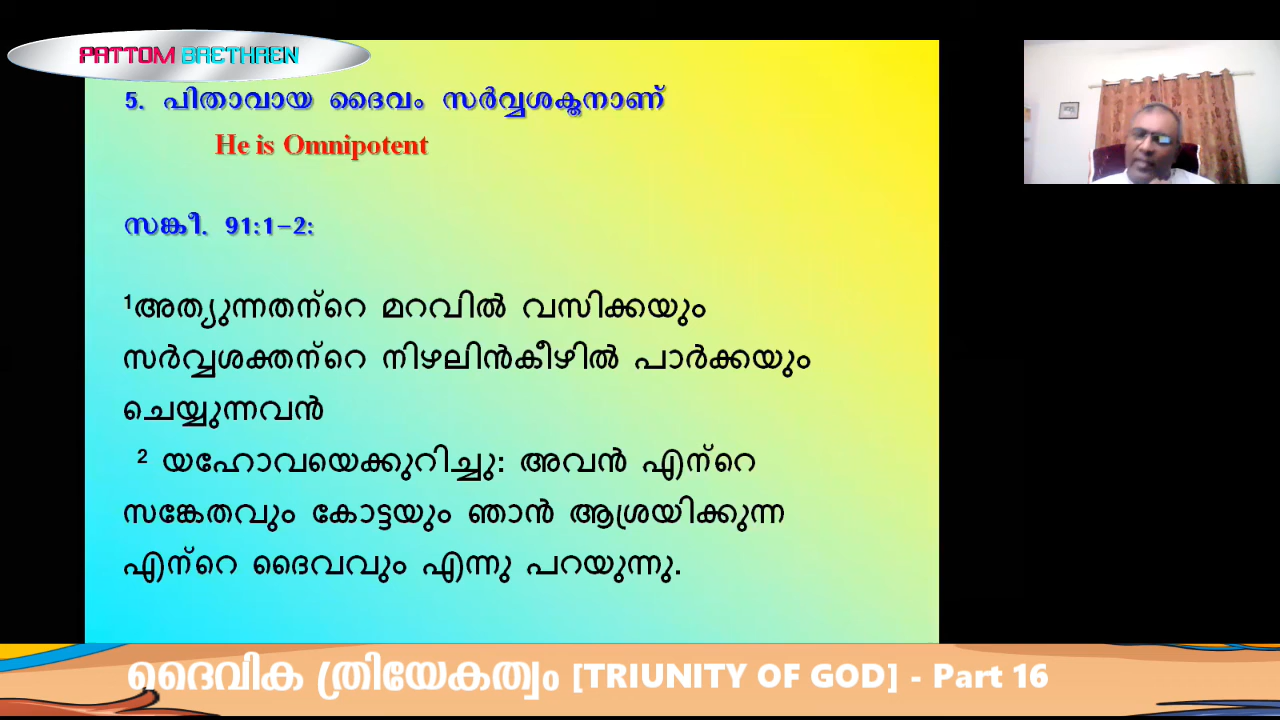 PATTOM BRETHREN
5. പിതാവായ ദൈവം സർവ്വശക്തനാണ്
He is Omnipotent
സങ്കീ. 91:1-2:
¹അത്യുന്നതന്റെ മറവിൽ വസിക്കയും
സർവ്വശക്തന്റെ നിഴലിൻകീഴിൽ പാർക്കയും
ചെയ്യുന്നവൻ
² യഹോവയെക്കുറിച്ചു: അവൻ എന്റെ
സങ്കേതവും കോട്ടയും ഞാൻ ആശ്രയിക്കുന്ന
എന്റെ ദൈവവും എന്നു പറയുന്നു.
ദൈവിക ത്രിയേകത്വം [TRIUNITY OF GOD] - Part 16